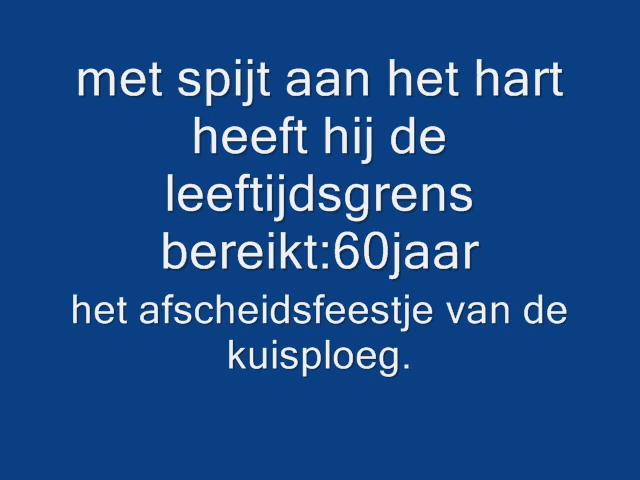 met spijt aan het hart
heeft hij de
leeftijdsgrens
bereikt:60jaar
het afscheidsfeestje van de
kuisploeg.